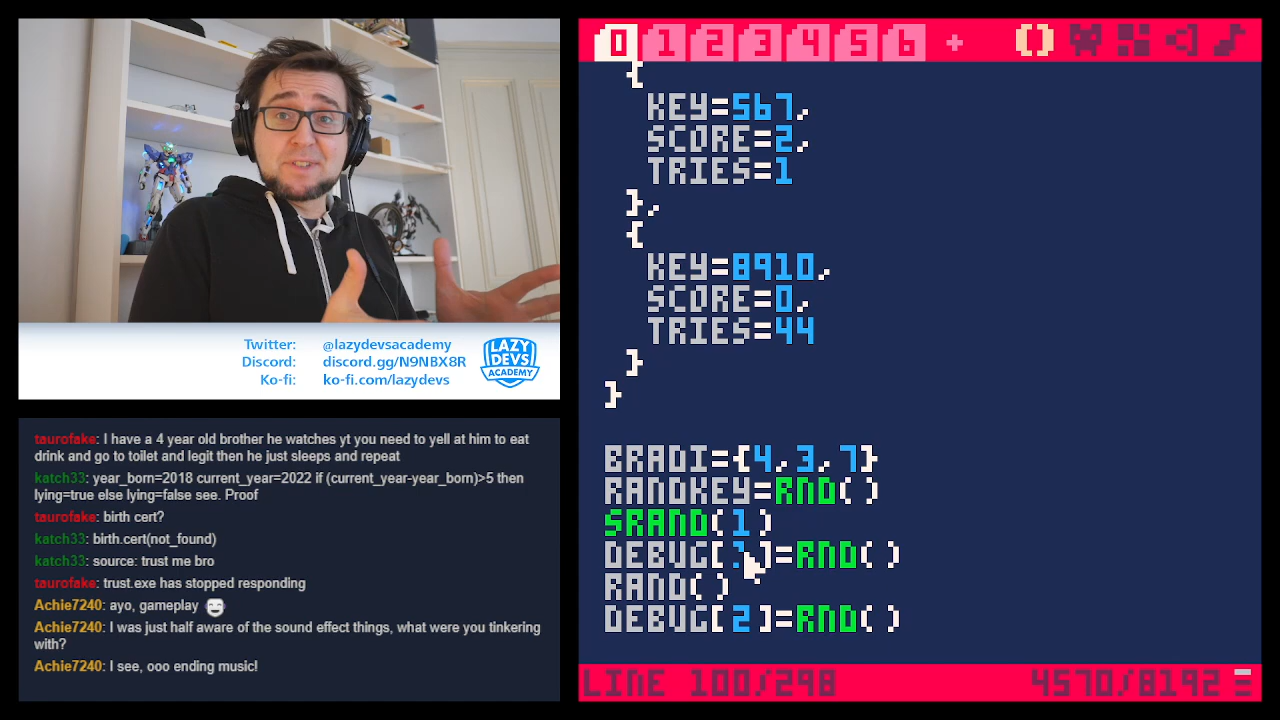 Twitter: @lazydevsacademy
Discord: discord.gg/N9NBX8R
Ko-fi: ko-fi.com/lazydevs
LAZY
DEVS
ACADEMY
taurofake: I have a 4 year old brother he watches yt you need to yell at him to eat
drink and go to toilet and legit then he just sleeps and repeat
katch33: year_born=2018 current_year=2022 if (current_year-year_born)>5 then
lying=true else lying=false see. Proof
taurofake: birth cert?
katch33: birth.cert(not_found)
katch33: source: trust me bro
taurofake: trust.exe has stopped responding
Achie7240: ayo, gameplay
Achie7240: I was just half aware of the sound effect things, what were you tinkering
with?
Achie7240: I see, ooo ending music!
0 1 2 3 4 5 6 + ()
{
KEY=567,
SCORE=2,
TRIES=1
},
{
KEY=8910,
SCORE=0,
TRIES=44
}
}
BRADI={4,3,7}
RANDKEY=RND()
SRAND(1)
DEBUG[ ]=RND()
RAND()
DEBUG[2]=RND()
LINE 100/298 4570/8192